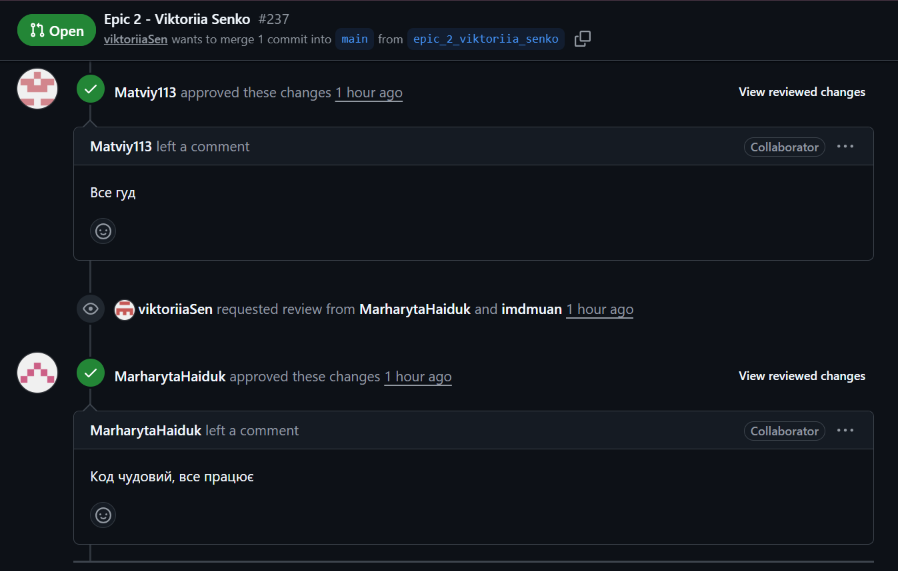 Open
Epic 2 - Viktoriia Senko #237
viktoriiaSen wants to merge 1 commit into main from epic_2_viktoriia_senko
Matviy113 approved these changes 1 hour ago
View reviewed changes
Matviy113 left a comment
Collaborator
Все гуд
viktoriiaSen requested review from MarharytaHaiduk and imdmuan 1 hour ago
MarharytaHaiduk approved these changes 1 hour ago
View reviewed changes
MarharytaHaiduk left a comment
Collaborator
Код чудовий, все працює